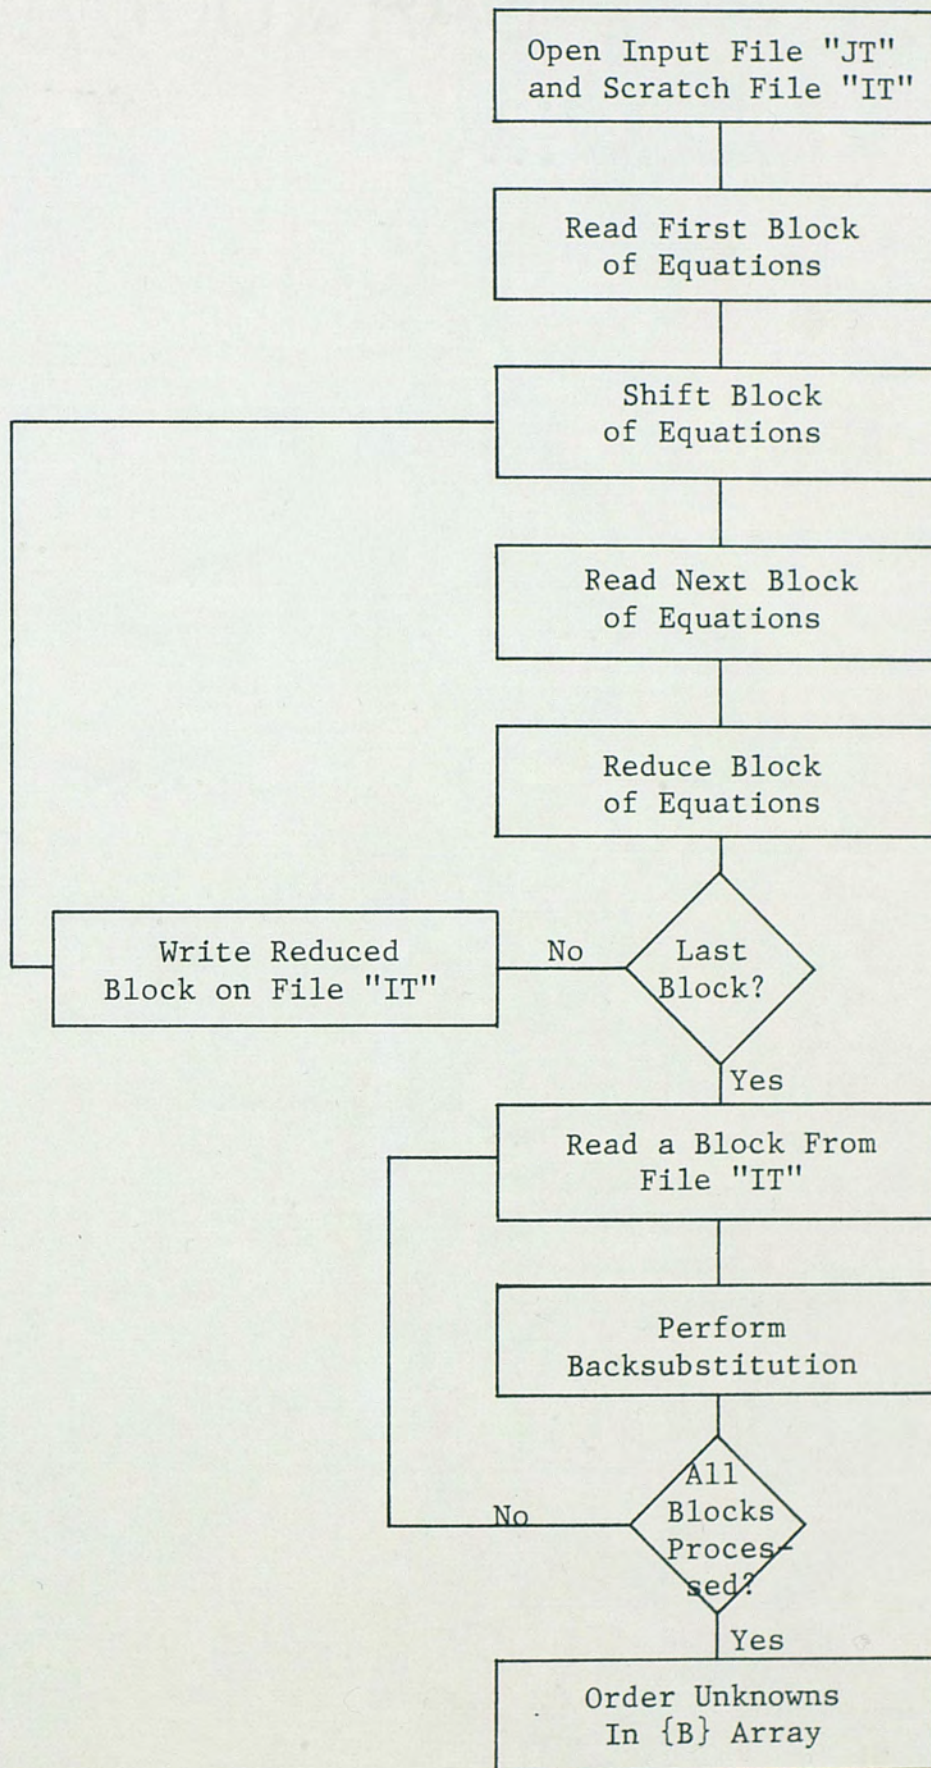 Open Input File "JT"
and Scratch File "IT"
Read First Block
of Equations
Shift Block
of Equations
Read Next Block
of Equations
Reduce Block
of Equations
Last
Block?
No
Write Reduced
Block on File "IT"
Yes
Read a Block From
File "IT"
Perform
Backsubstitution
All
Blocks
Proces-
sed?
No
Yes
Order Unknowns
In {B} Array